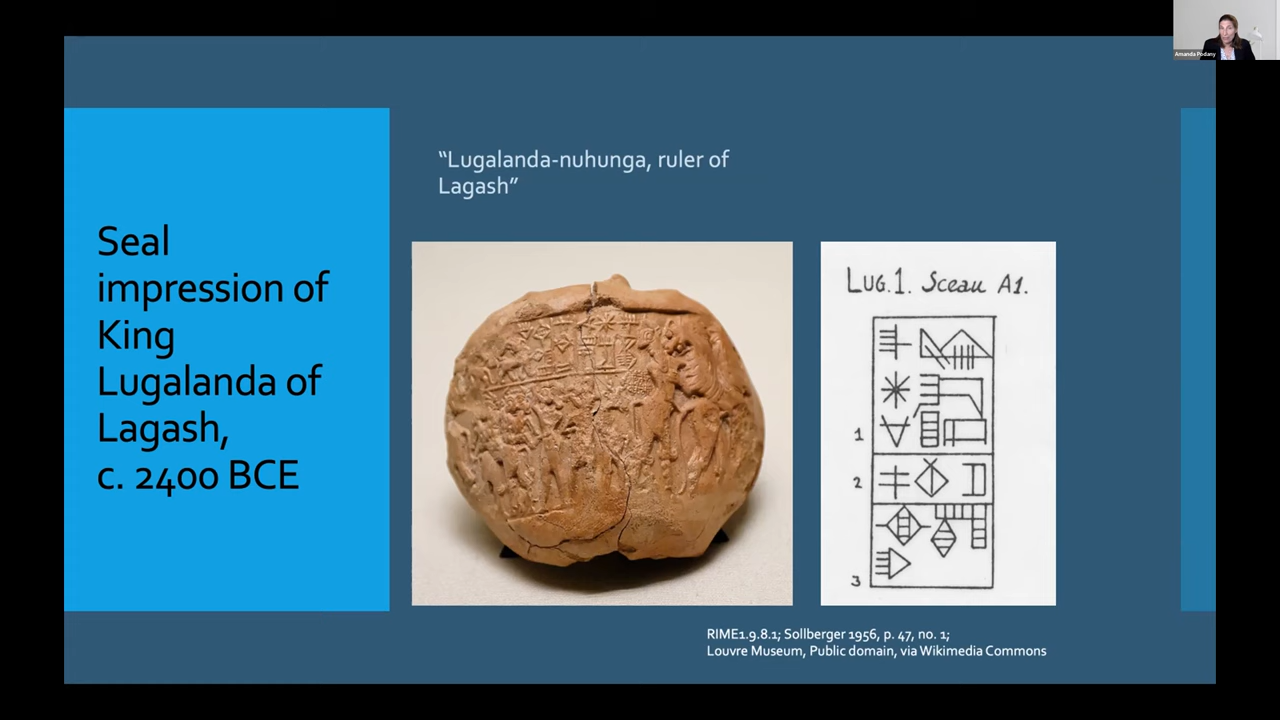 Amanda Podany
Seal
impression of
King
Lugalanda of
Lagash,
c. 2400 BCE
“Lugalanda-nuhunga, ruler of
Lagash”
LUG.1. Sceau A1.
1
2
3
RIME1.9.8.1; Sollberger 1956, p. 47, no. 1;
Louvre Museum, Public domain, via Wikimedia Commons